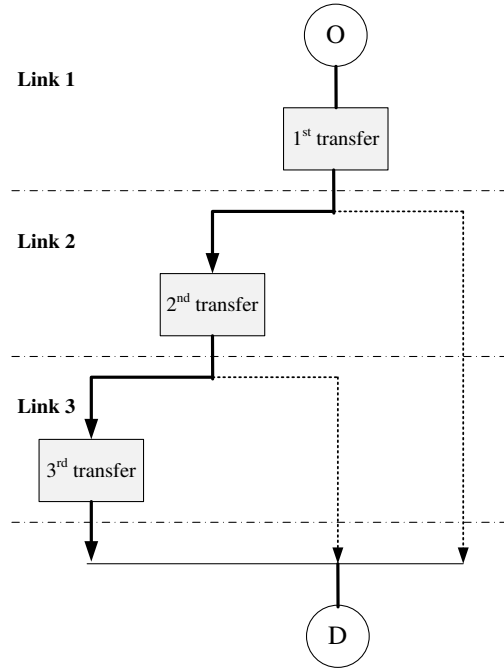 O
Link 1
1st transfer
Link 2
2nd transfer
Link 3
3rd transfer
D